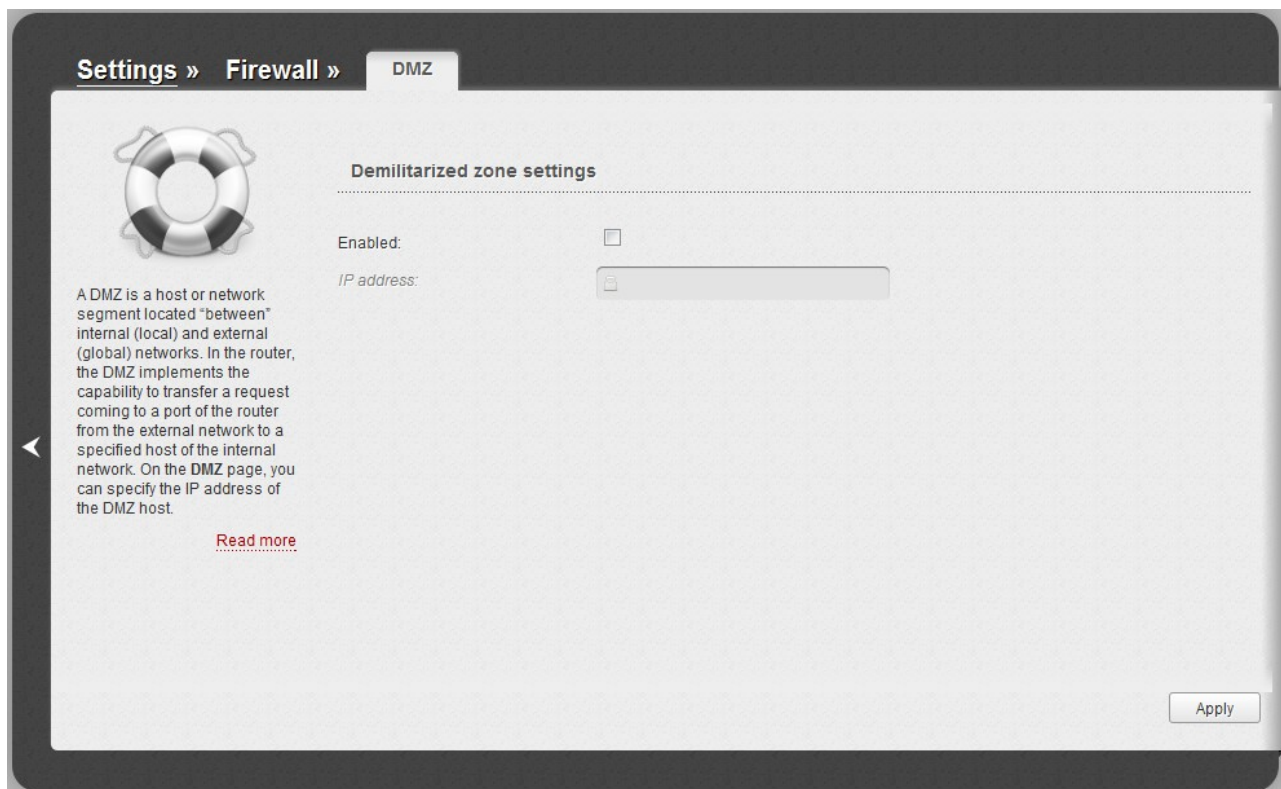 Settings » Firewall » DMZ
Demilitarized zone settings
Enabled:
IP address:
A DMZ is a host or network
segment located “between”
internal (local) and external
(global) networks. In the router,
the DMZ implements the
capability to transfer a request
coming to a port of the router
from the external network to a
specified host of the internal
network. On the DMZ page, you
can specify the IP address of
the DMZ host.
Read more
Apply